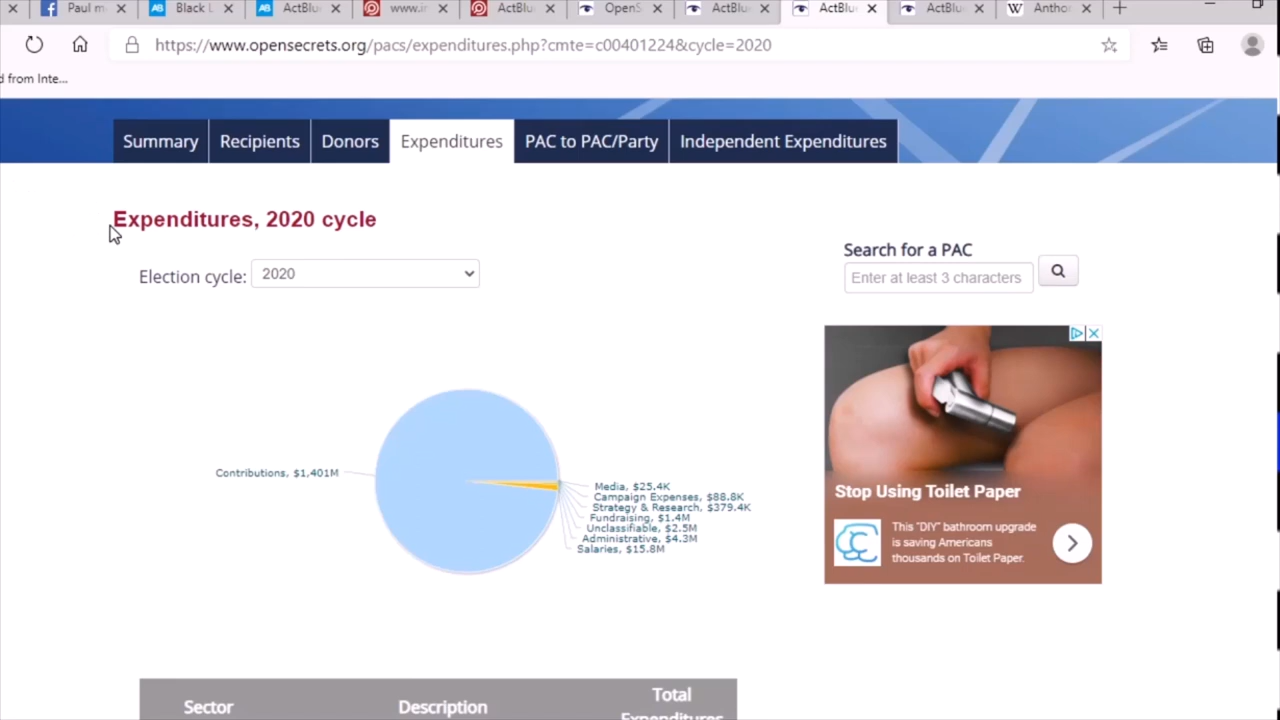 Paul m
Black L
ActBlu
www.ir
ActBl
OpenS
ActBlu
ActBlu
ActBlu
Antho
https://www.opensecrets.org/pacs/expenditures.php?cmte=c00401224&cycle=2020
d from Inte...
Summary
Recipients
Donors
Expenditures
PAC to PAC/Party
Independent Expenditures
Expenditures, 2020 cycle
Election cycle: 2020
Search for a PAC
Enter at least 3 characters
Contributions, $1,401M
Media, $25.4K
Campaign Expenses, $88.8K
Strategy & Research, $379.4K
Fundraising, $1.4M
Unclassifiable, $2.5M
Administrative, $4.3M
Salaries, $15.8M
Stop Using Toilet Paper
This "DIY" bathroom upgrade
is saving Americans
thousands on Toilet Paper.
Sector
Description
Total
Expenditures